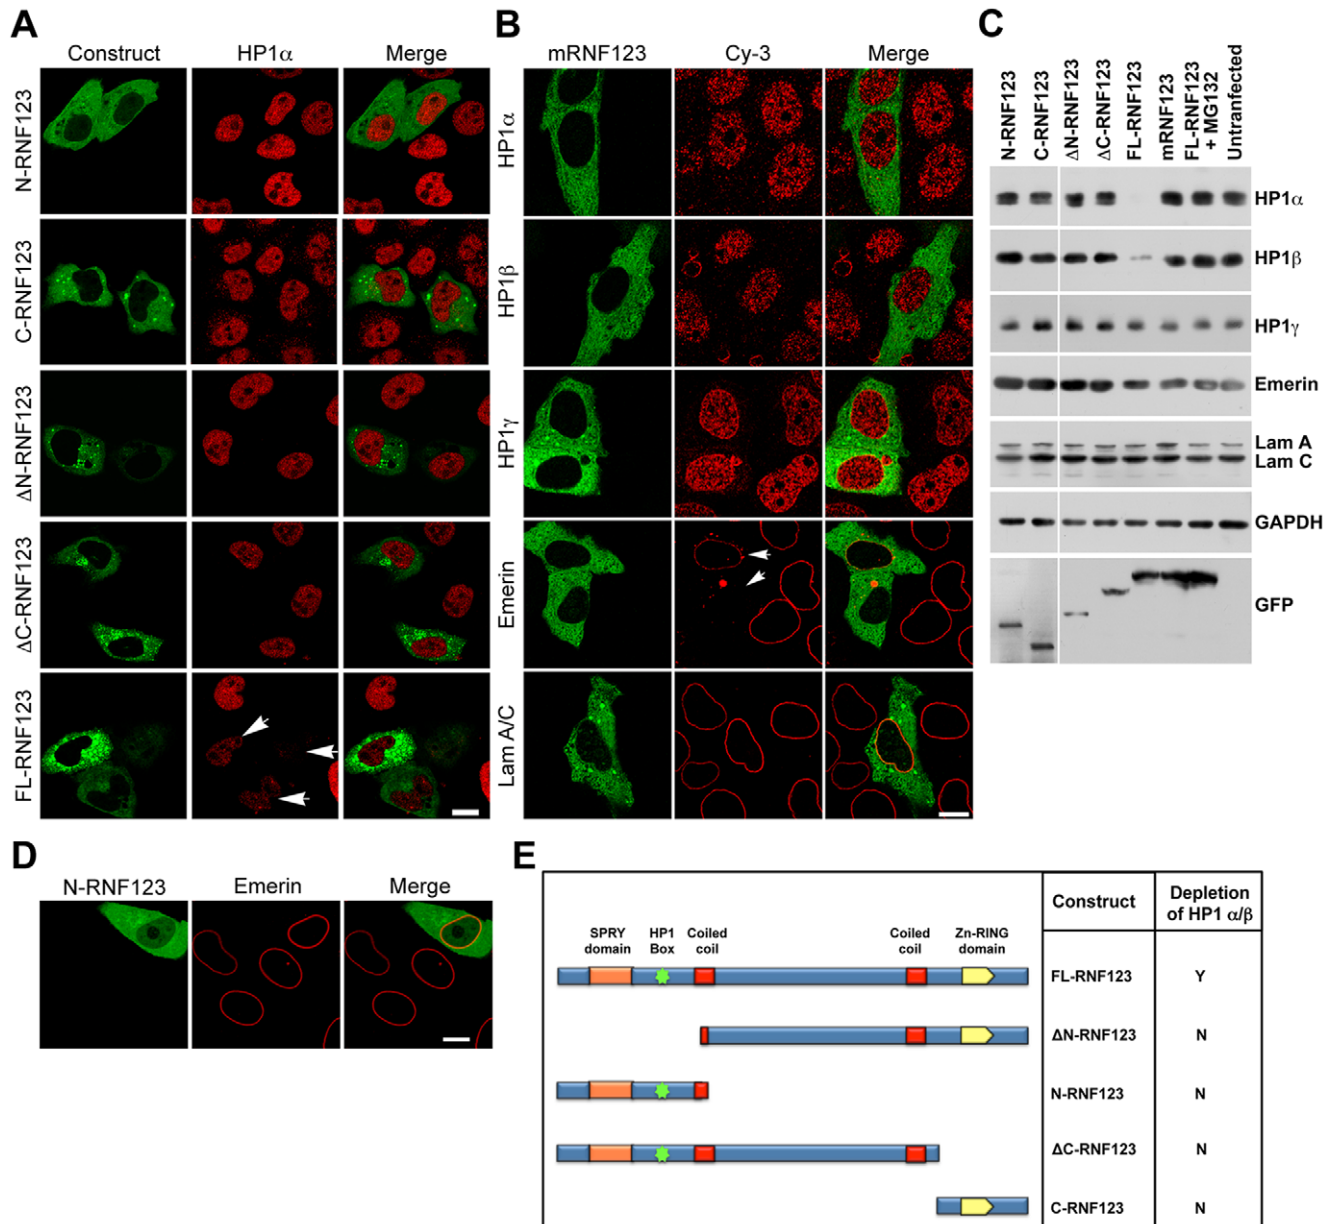 A
Construct
HP1α
Merge
N-RNF123
C-RNF123
ΔN-RNF123
ΔC-RNF123
FL-RNF123
B
mRNF123
Cy-3
Merge
HP1α
HP1β
HP1γ
Emerin
Lam A/C
C
N-RNF123
C-RNF123
ΔN-RNF123
ΔC-RNF123
FL-RNF123
mRNF123
FL-RNF123
+ MG132
Untranfected
HP1α
HP1β
HP1γ
Emerin
Lam A
Lam C
GAPDH
GFP
D
N-RNF123
Emerin
Merge
E
SPRY
domain
HP1
Box
Coiled
coil
Coiled
coil
Zn-RING
domain
Construct
Depletion
of HP1 α/β
FL-RNF123
Y
ΔN-RNF123
N
N-RNF123
N
ΔC-RNF123
N
C-RNF123
N